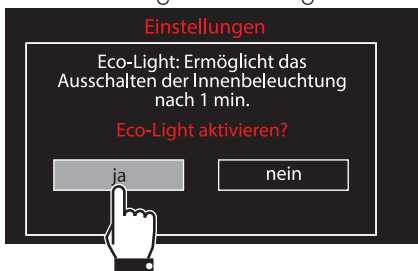 Einstellungen
Eco-Light: Ermöglicht das
Ausschalten der Innenbeleuchtung
nach 1 min.
Eco-Light aktivieren?
ja
nein